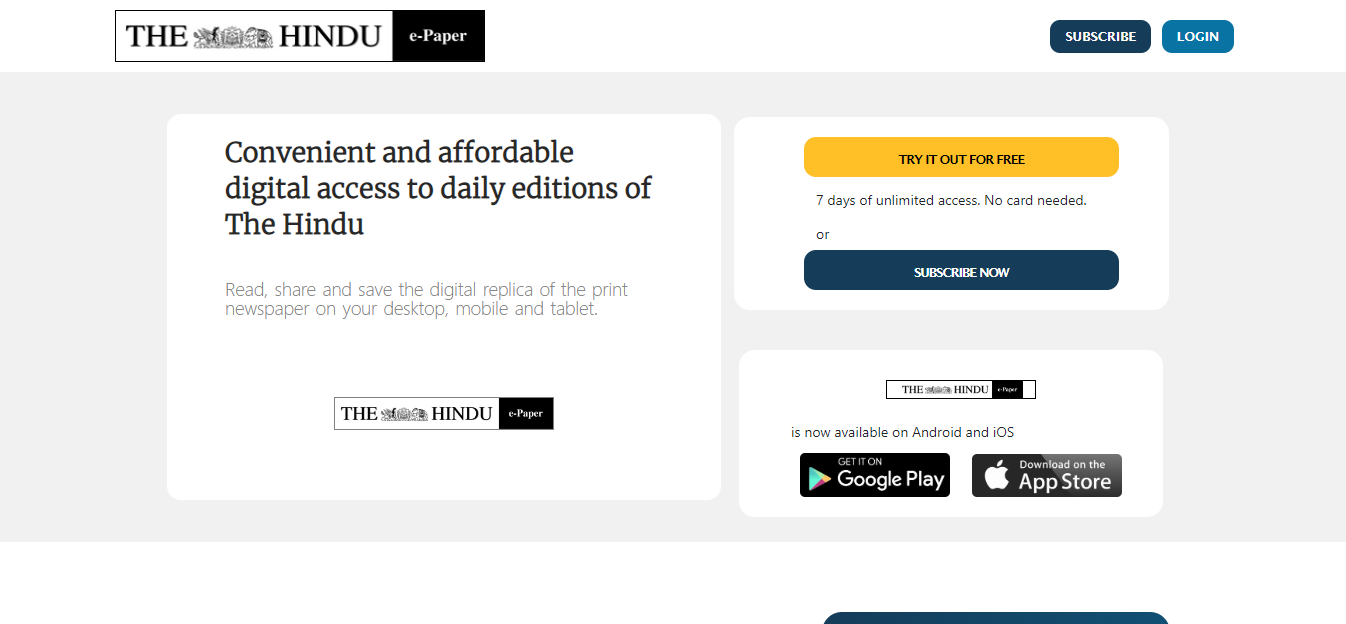 THE HINDU e-Paper
SUBSCRIBE
LOGIN
Convenient and affordable
digital access to daily editions of
The Hindu
Read, share and save the digital replica of the print
newspaper on your desktop, mobile and tablet.
THE HINDU e-Paper
TRY IT OUT FOR FREE
7 days of unlimited access. No card needed.
or
SUBSCRIBE NOW
THE HINDU e-Paper
is now available on Android and iOS
GET IT ON
Google Play
Download on the
App Store